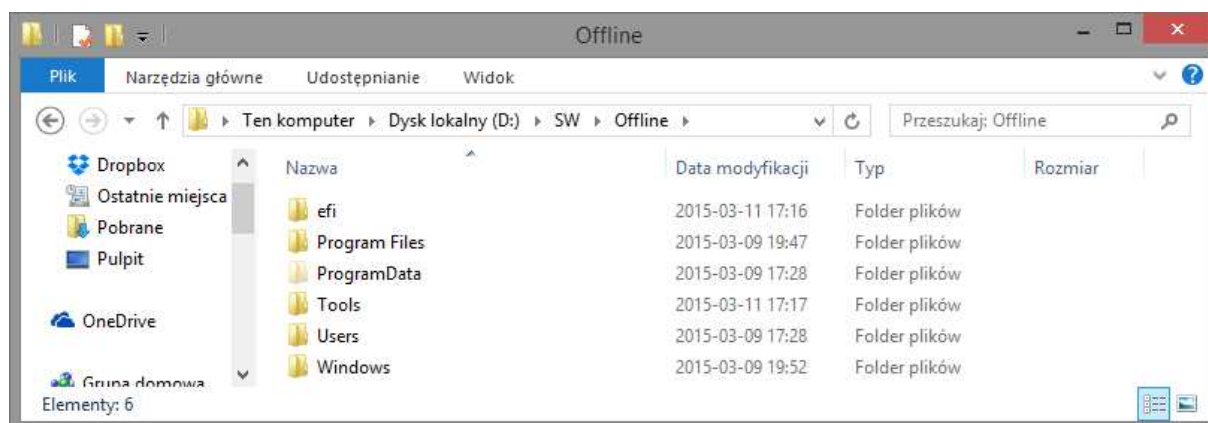 Offline
Plik Narzędzia główne Udostępnianie Widok
Ten komputer Dysk lokalny (D:) SW Offline Przeszukaj: Offline
Dropbox
Ostatnie miejsca
Pobrane
Pulpit
OneDrive
Grupa domowa
Nazwa Data modyfikacji Typ Rozmiar
efi 2015-03-11 17:16 Folder plików
Program Files 2015-03-09 19:47 Folder plików
ProgramData 2015-03-09 17:28 Folder plików
Tools 2015-03-11 17:17 Folder plików
Users 2015-03-09 17:28 Folder plików
Windows 2015-03-09 19:52 Folder plików
Elementy: 6